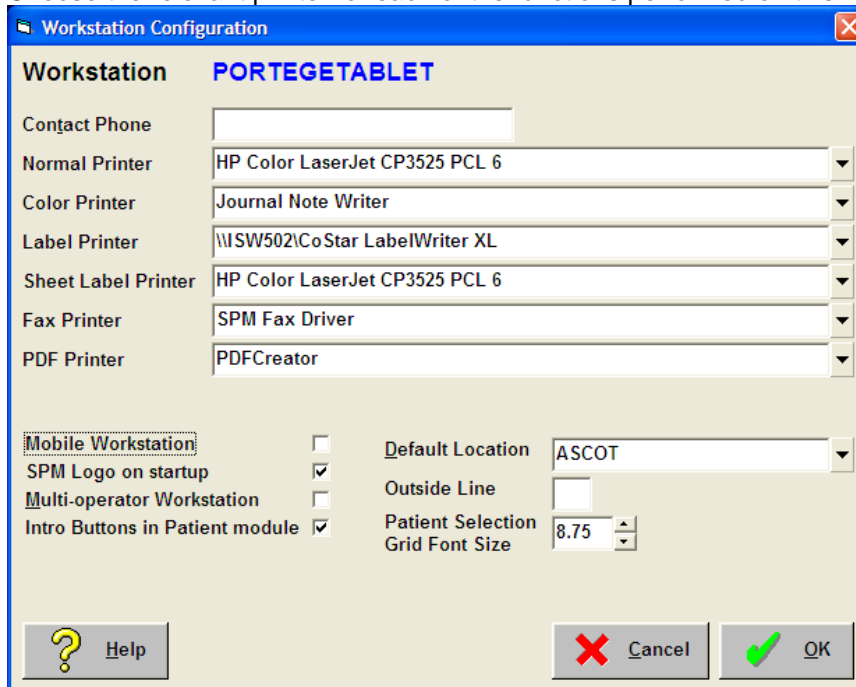 Workstation Configuration
Workstation PORTEGETABLET
Contact Phone
Normal Printer HP Color LaserJet CP3525 PCL 6
Color Printer Journal Note Writer
Label Printer \\ISW502\CoStar LabelWriter XL
Sheet Label Printer HP Color LaserJet CP3525 PCL 6
Fax Printer SPM Fax Driver
PDF Printer PDFCreator
Mobile Workstation
SPM Logo on startup
Multi-operator Workstation
Intro Buttons in Patient module
Default Location ASCOT
Outside Line
Patient Selection
Grid Font Size 8.75
Help
Cancel
OK